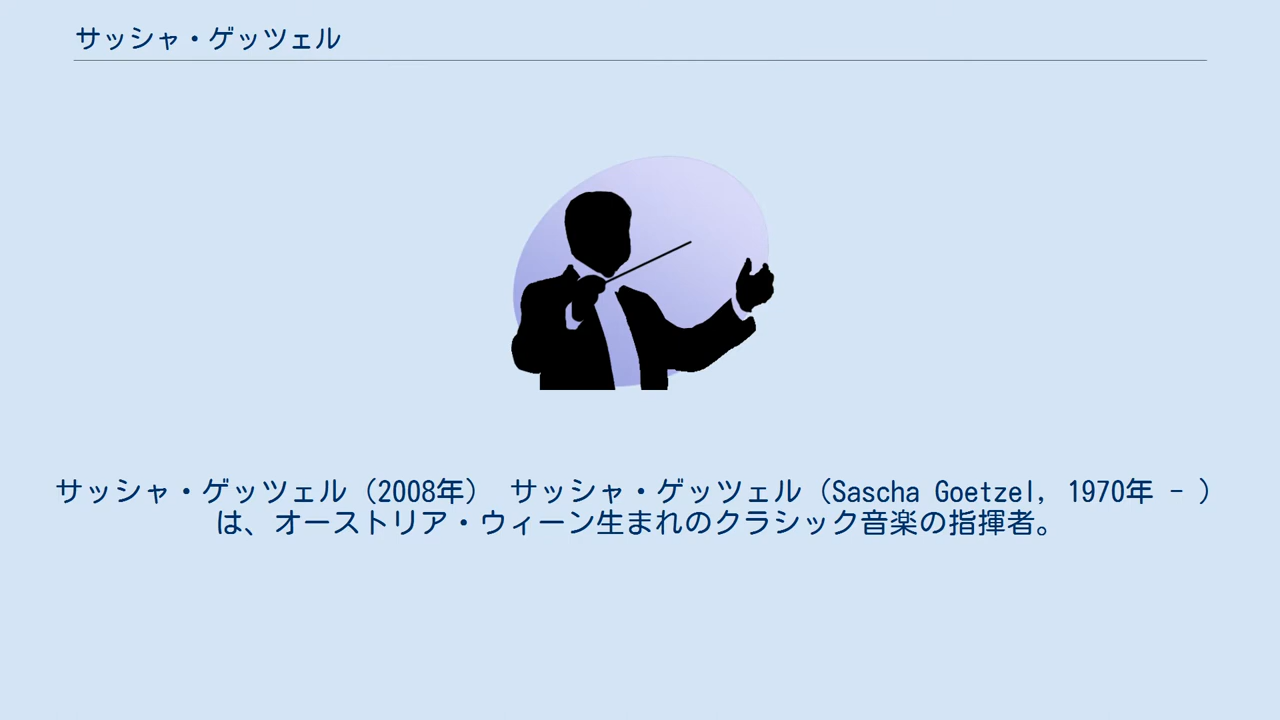 サッシャ・ゲッツェル
サッシャ・ゲッツェル（2008年） サッシャ・ゲッツェル（Sascha Goetzel, 1970年 - ）
は、オーストリア・ウィーン生まれのクラシック音楽の指揮者。